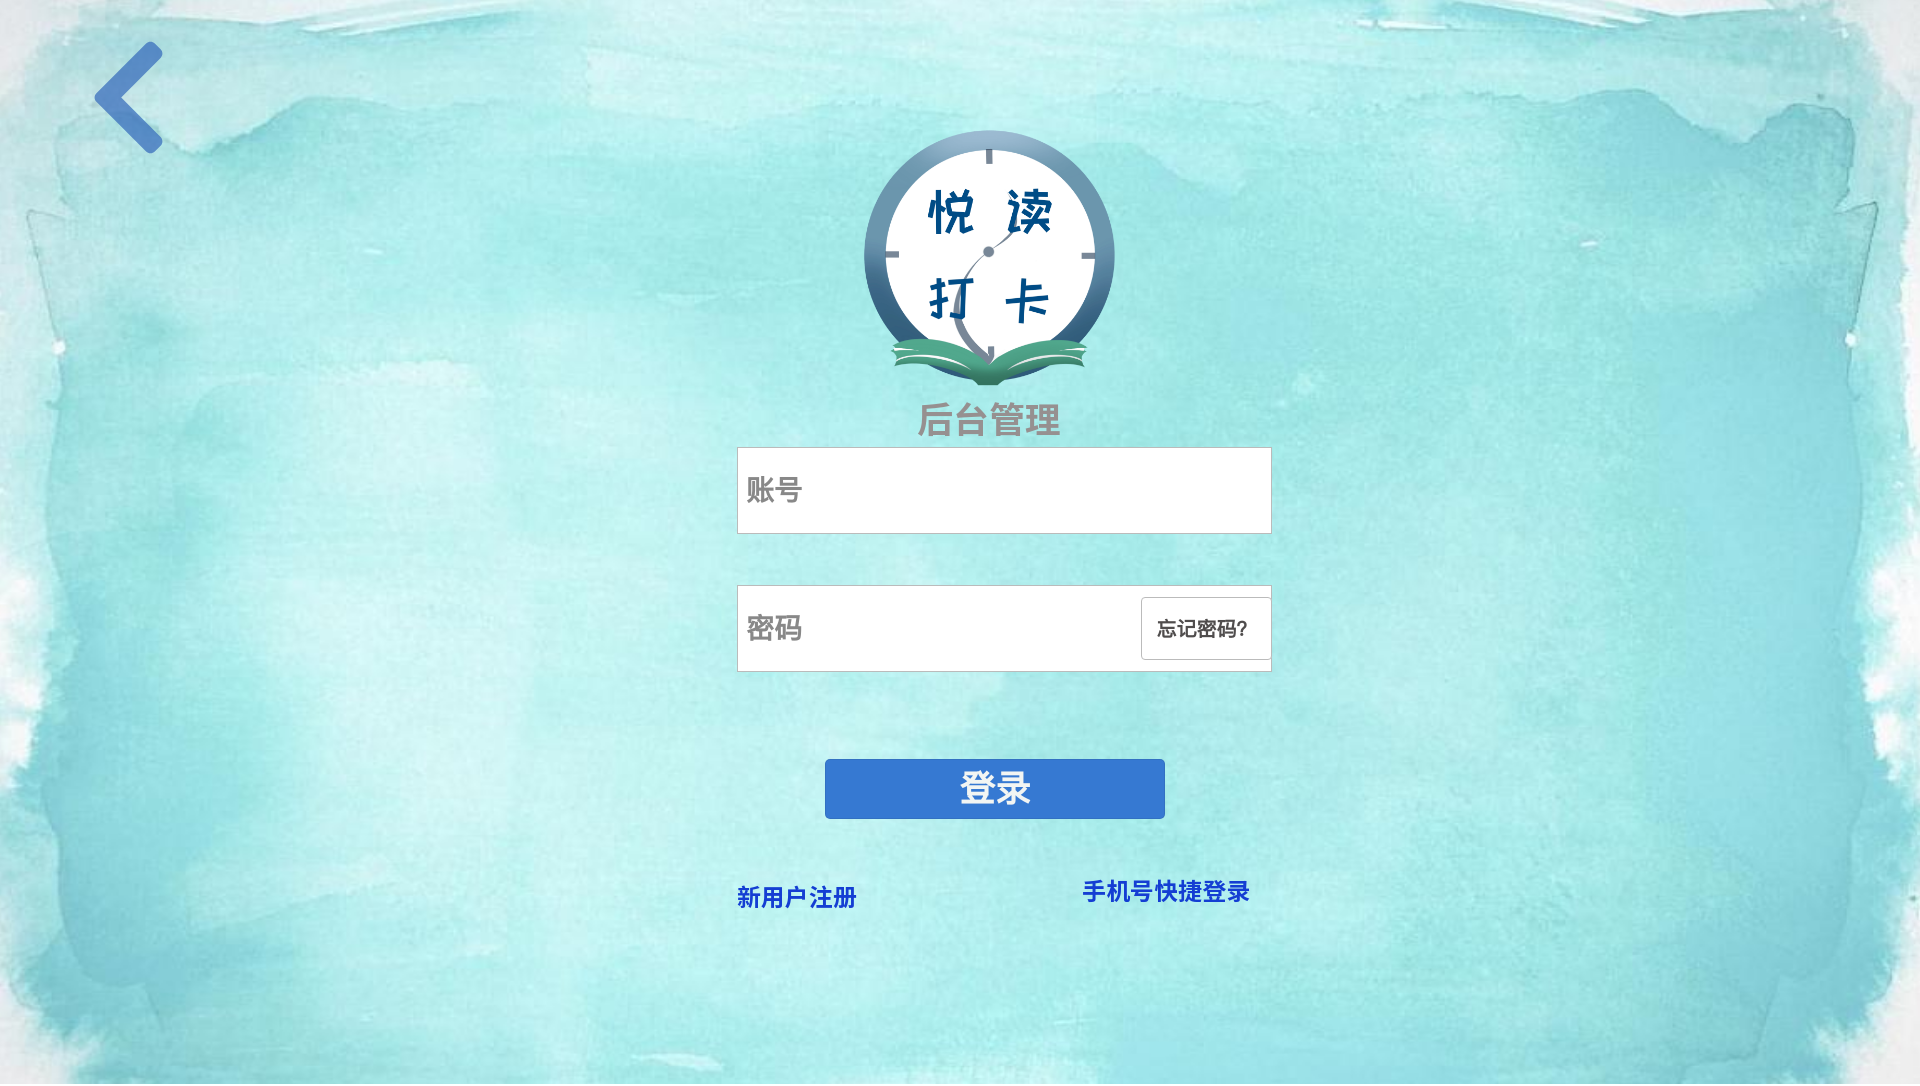 悦 读
打 卡
后台管理
账号
密码
忘记密码?
登录
新用户注册
手机号快捷登录